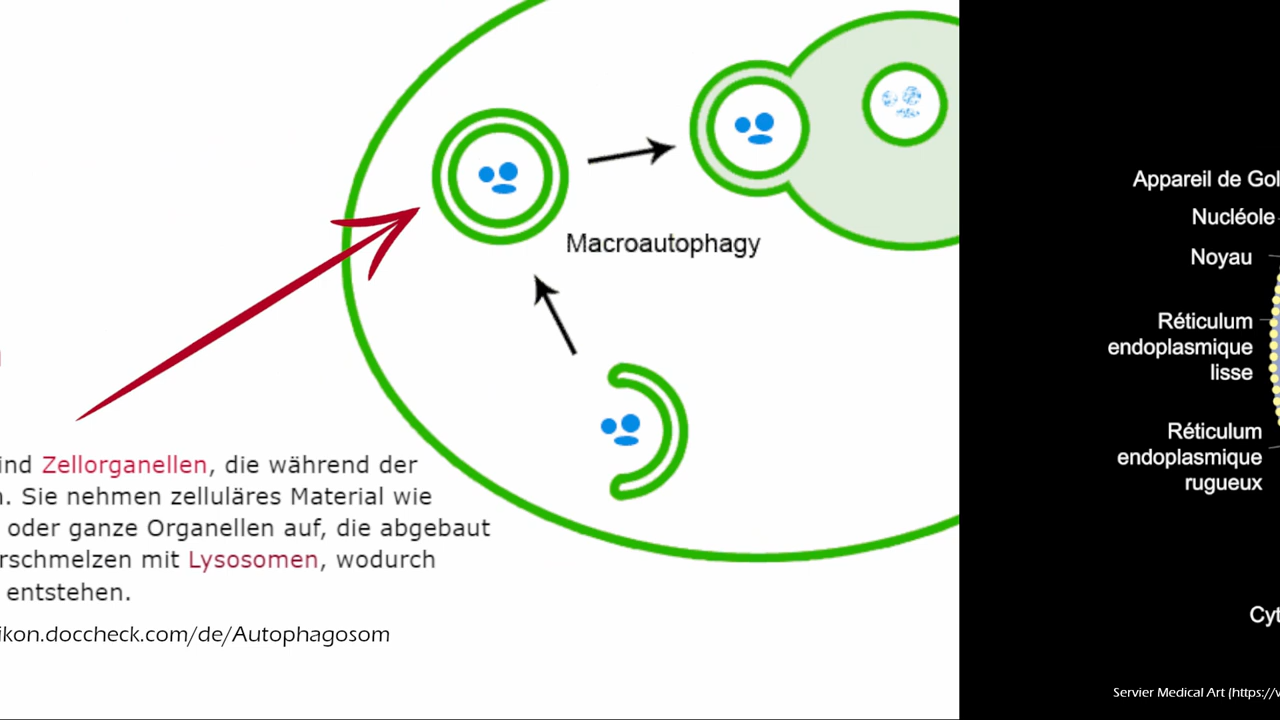 Macroautophagy
ind Zellorganellen, die während der
n. Sie nehmen zelluläres Material wie
oder ganze Organellen auf, die abgebaut
rschmelzen mit Lysosomen, wodurch
entstehen.
ikon.doccheck.com/de/Autophagosom
Appareil de Gol
Nucléole
Noyau
Réticulum
endoplasmique
lisse
Réticulum
endoplasmique
rugueux
Cyt
Servier Medical Art (https://